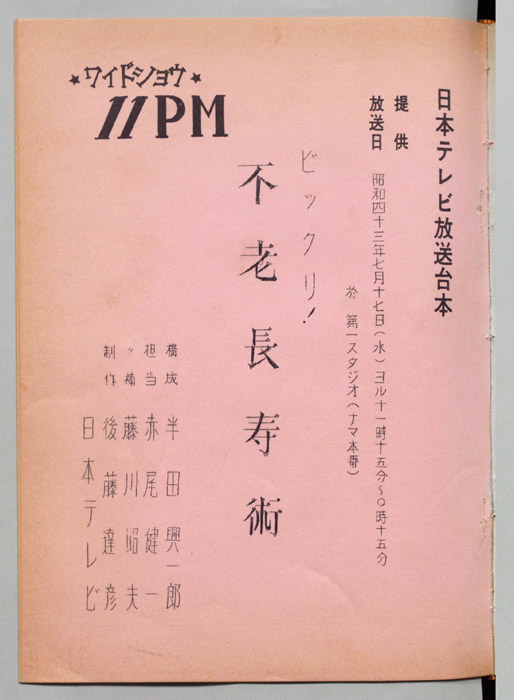 日本テレビ放送台本
提供
放送日 昭和四十三年七月十七日(水)ヨル十一時十五分~〇時十五分
於 第一スタジオ(ナマ本番)
ビックリ!
不老長寿術
★ワイドショウ★
11PM
構成 半田興一郎
担当 赤尾健一
〃補 藤川昭夫
制作 後藤達彦
日本テレビ